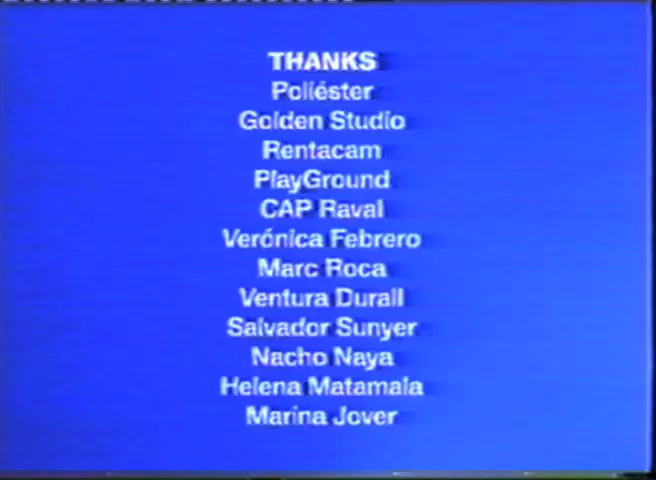 THANKS
Poliéster
Golden Studio
Rentacam
PlayGround
CAP Raval
Verónica Febrero
Marc Roca
Ventura Durall
Salvador Sunyer
Nacho Naya
Helena Matamala
Marina Jover